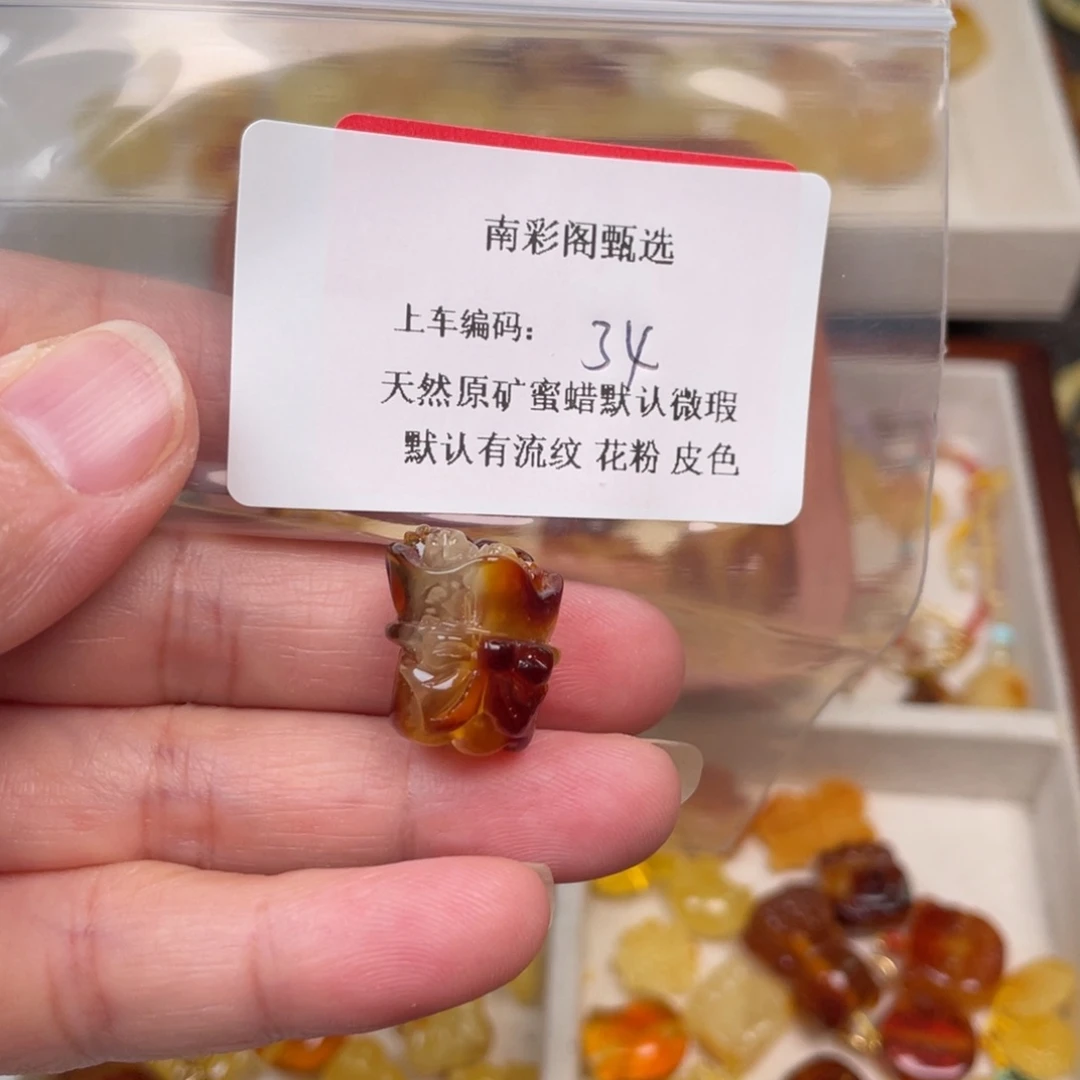 南彩阁甄选
上车编码： 34
天然原矿蜜蜡默认微瑕
默认有流纹 花粉 皮色